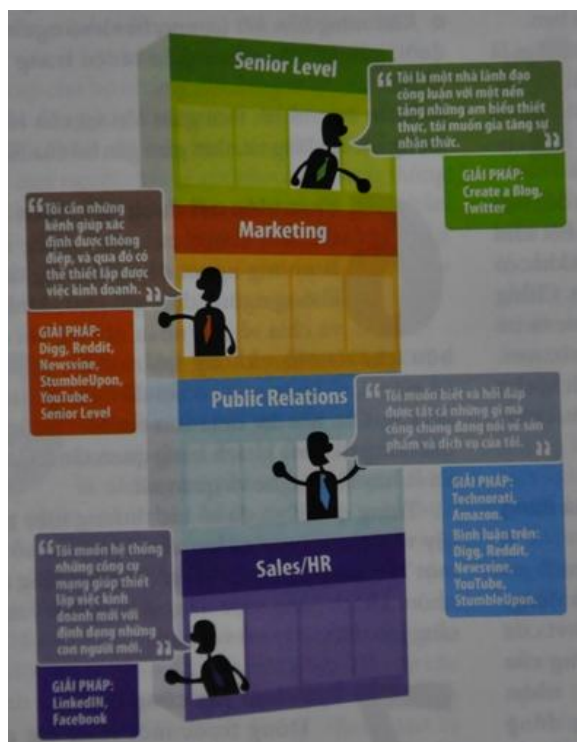 Senior Level
“Tôi là một nhà lãnh đạo
công luận với một nền
tảng những am hiểu thiết
thực, tôi muốn gia tăng sự
nhận thức. ”
GIẢI PHÁP:
Create a Blog,
Twitter
Marketing
“Tôi cần những
kênh giúp xác
định được thông
điệp, và qua đó có
thể thiết lập được
việc kinh doanh. ”
GIẢI PHÁP:
Digg, Reddit,
Newsvine,
StumbleUpon,
YouTube.
Senior Level
Public Relations
“Tôi muốn biết và hồi đáp
được tất cả những gì mà
công chúng đang nói về sản
phẩm và dịch vụ của tôi. ”
GIẢI PHÁP:
Technorati,
Amazon.
Bình luận trên:
Digg, Reddit,
Newsvine,
YouTube,
StumbleUpon.
Sales/HR
“Tôi muốn hệ thống
những công cụ
mạng giúp thiết
lập việc kinh
doanh mới với
định dạng những
con người mới. ”
GIẢI PHÁP:
LinkedIN,
Facebook